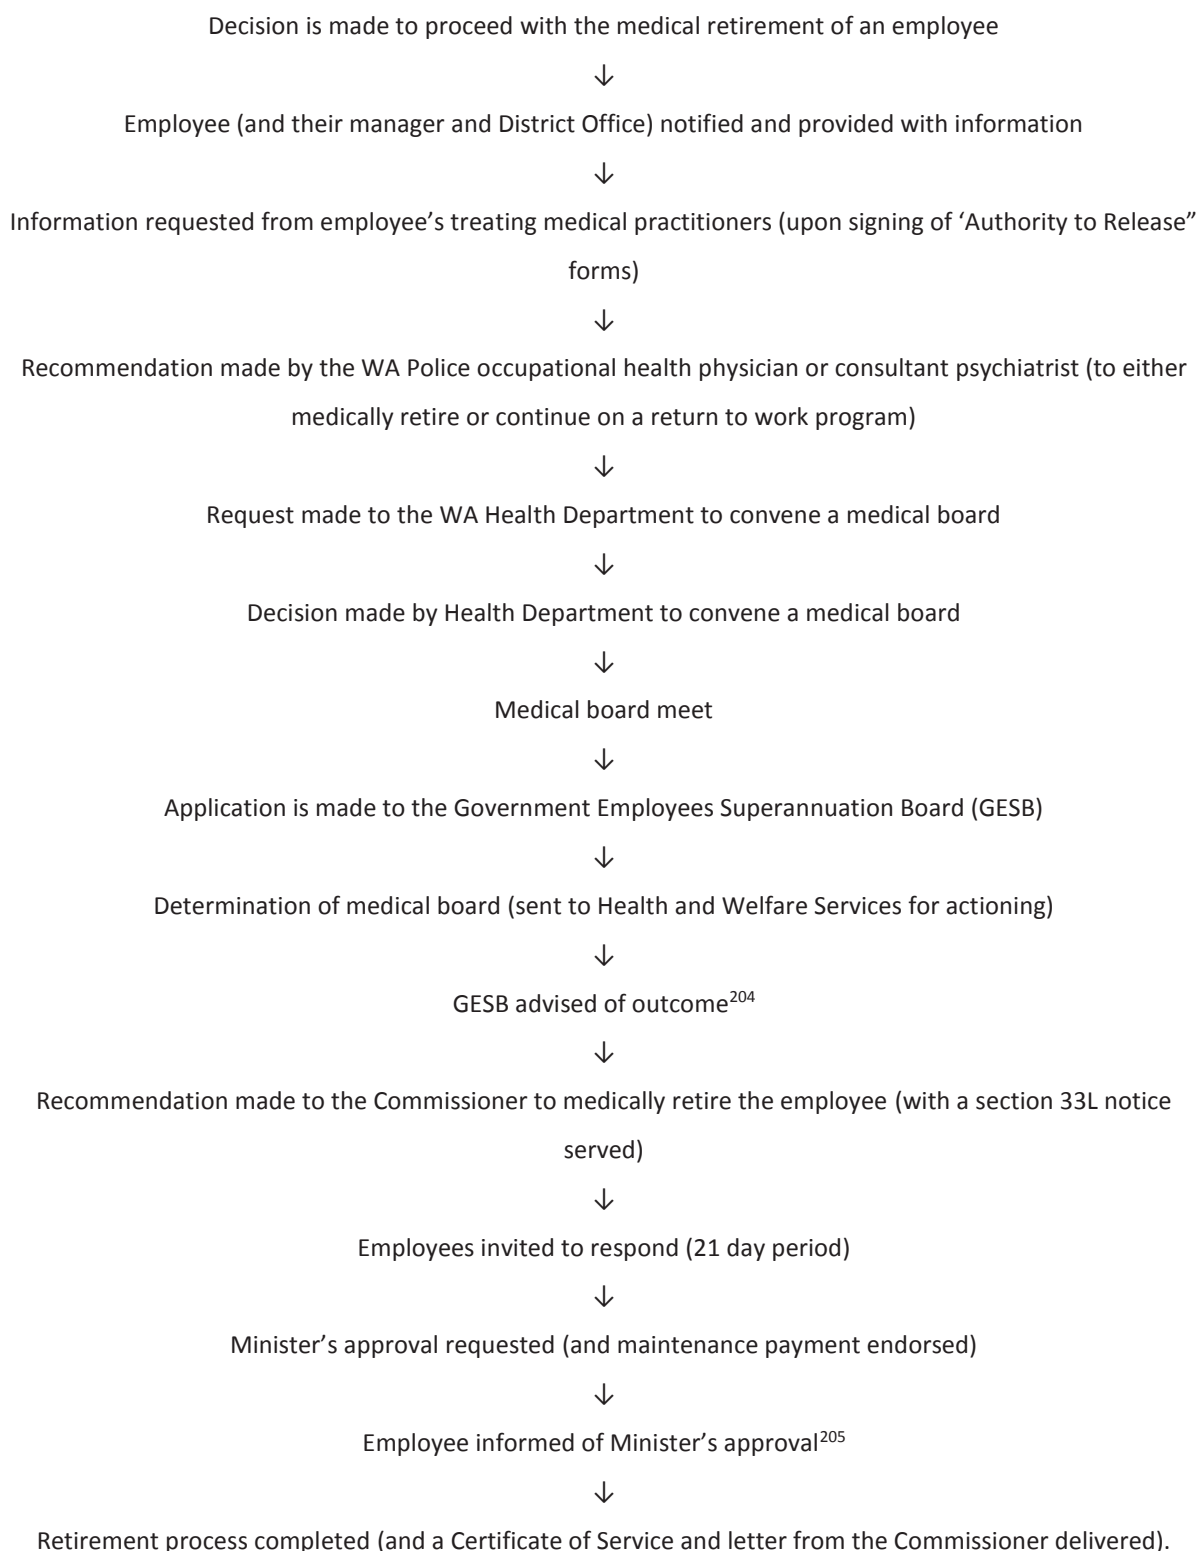 Decision is made to proceed with the medical retirement of an employee
↓
Employee (and their manager and District Office) notified and provided with information
↓
Information requested from employee’s treating medical practitioners (upon signing of ‘Authority to Release”
forms)
↓
Recommendation made by the WA Police occupational health physician or consultant psychiatrist (to either
medically retire or continue on a return to work program)
↓
Request made to the WA Health Department to convene a medical board
↓
Decision made by Health Department to convene a medical board
↓
Medical board meet
↓
Application is made to the Government Employees Superannuation Board (GESB)
↓
Determination of medical board (sent to Health and Welfare Services for actioning)
↓
GESB advised of outcome204
↓
Recommendation made to the Commissioner to medically retire the employee (with a section 33L notice
served)
↓
Employees invited to respond (21 day period)
↓
Minister’s approval requested (and maintenance payment endorsed)
↓
Employee informed of Minister’s approval205
↓
Retirement process completed (and a Certificate of Service and letter from the Commissioner delivered).